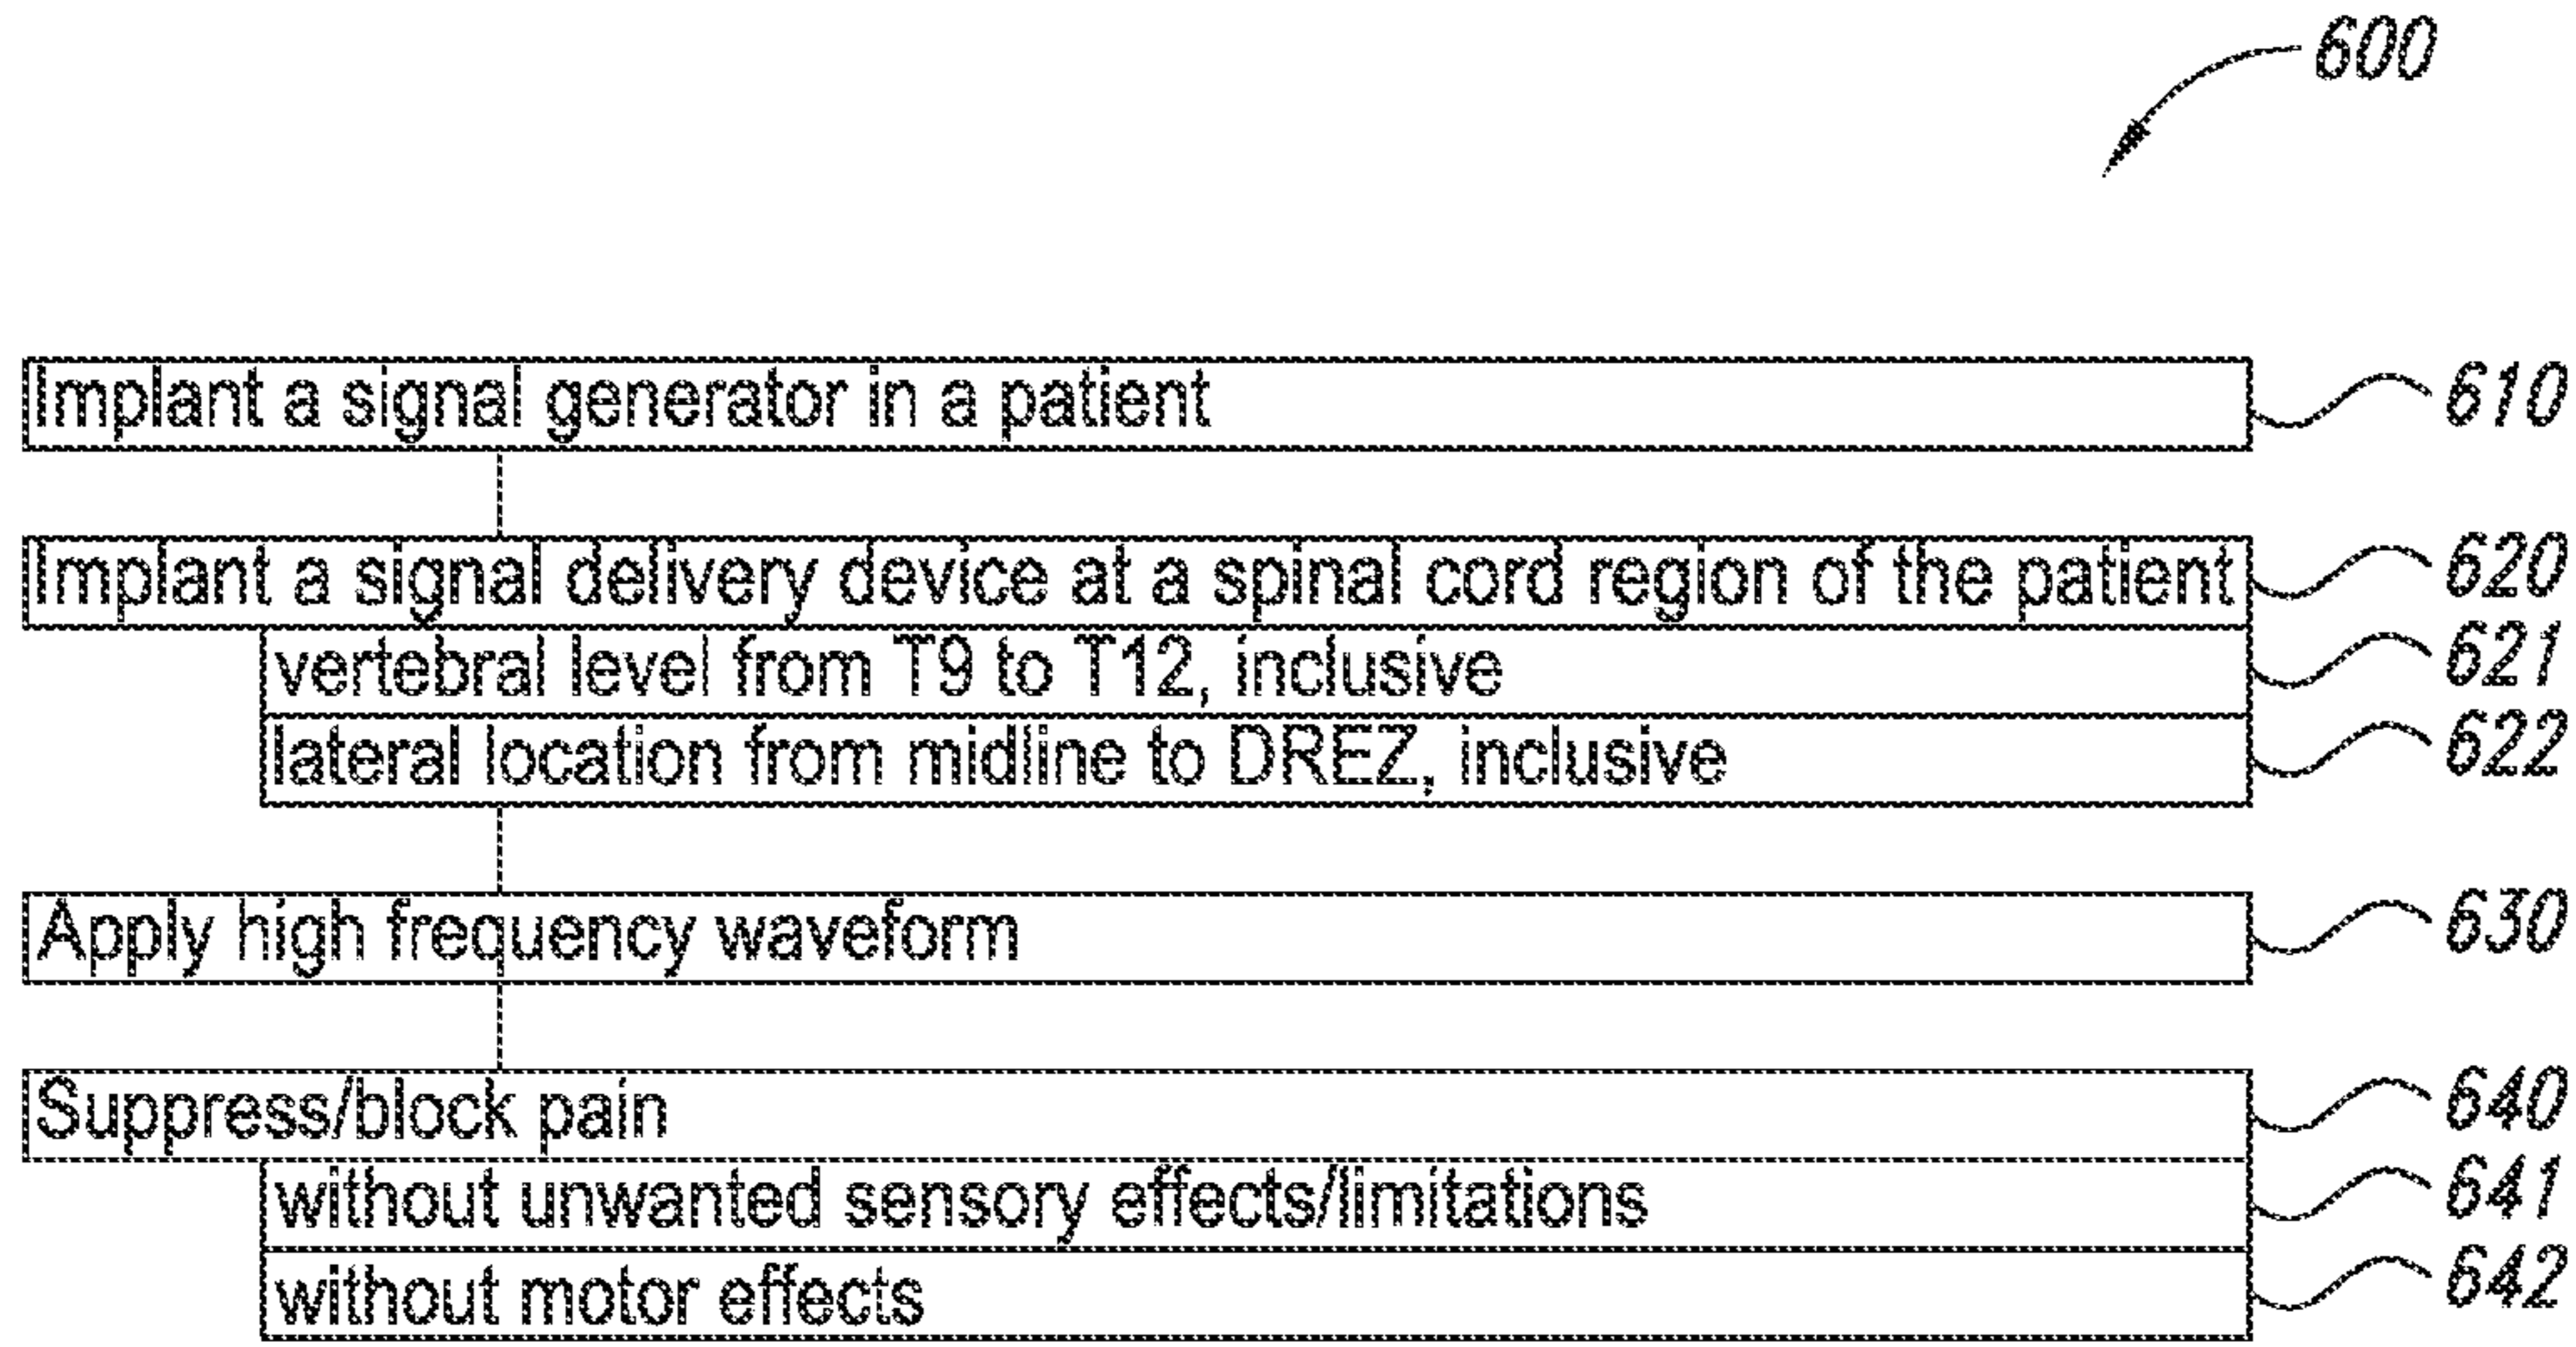 600
Implant a signal generator in a patient 610
Implant a signal delivery device at a spinal cord region of the patient 620
vertebral level from T9 to T12, inclusive 621
lateral location from midline to DREZ, inclusive 622
Apply high frequency waveform 630
Suppress/block pain 640
without unwanted sensory effects/limitations 641
without motor effects 642